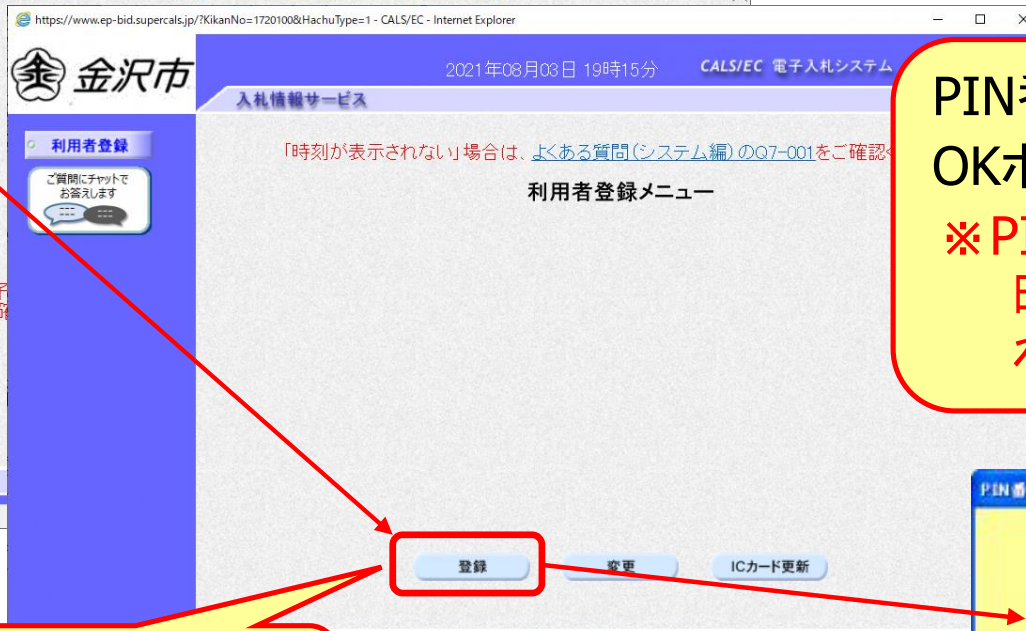 https://www.ep-bid.supercals.jp/?KikanNo=1720100&HachuType=1 - CALS/EC - Internet Explorer
金沢市
2021年08月03日 19時15分
CALS/EC 電子入札システム
入札情報サービス
利用者登録
ご質問にチャットで
お答えします
「時刻が表示されない」場合は、よくある質問(システム編)のQ7-001をご確認
利用者登録メニュー
登録
変更
ICカード更新
PIN
OK
※P
PIN番